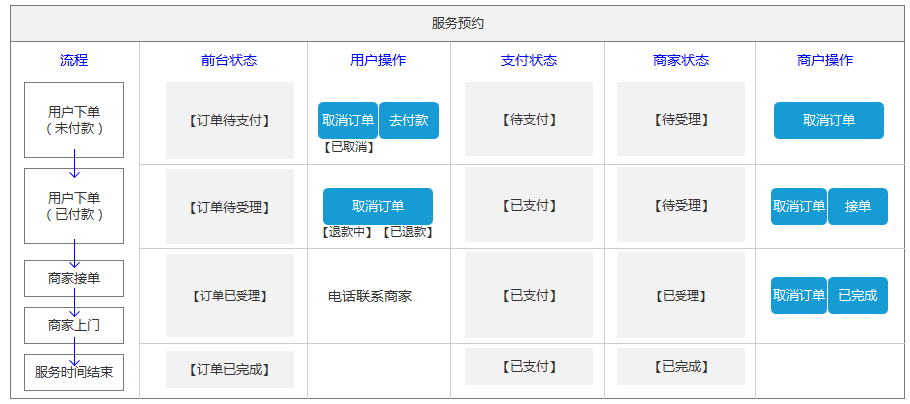 服务预约
流程 前台状态 用户操作 支付状态 商家状态 商户操作
用户下单
（未付款）
【订单待支付】
取消订单 去付款
【已取消】
【待支付】
【待受理】
取消订单
用户下单
（已付款）
【订单待受理】
取消订单
【退款中】【已退款】
【已支付】
【待受理】
取消订单 接单
商家接单
商家上门
【订单已受理】
电话联系商家
【已支付】
【已受理】
取消订单 已完成
服务时间结束
【订单已完成】
【已支付】
【已完成】